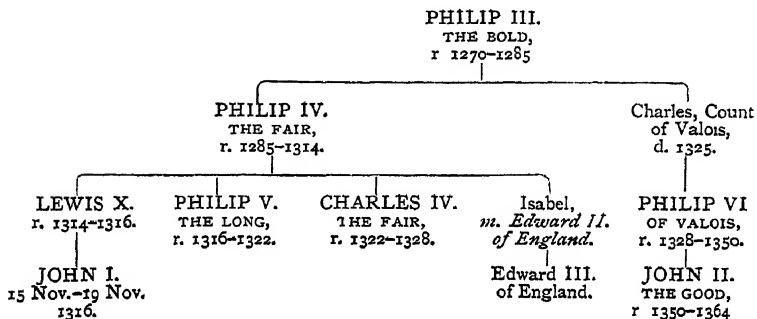 PHILIP III.
THE BOLD,
r 1270–1285
PHILIP IV.
THE FAIR,
r. 1285–1314.
Charles, Count
of Valois,
d. 1325.
LEWIS X.
r. 1314–1316.
PHILIP V.
THE LONG,
r. 1316–1322.
CHARLES IV.
THE FAIR,
r. 1322–1328.
Isabel,
m. Edward II.
of England.
PHILIP VI
OF VALOIS,
r. 1328–1350.
JOHN I.
15 Nov.–19 Nov.
1316.
Edward III.
of England.
JOHN II.
THE GOOD,
r 1350–1364